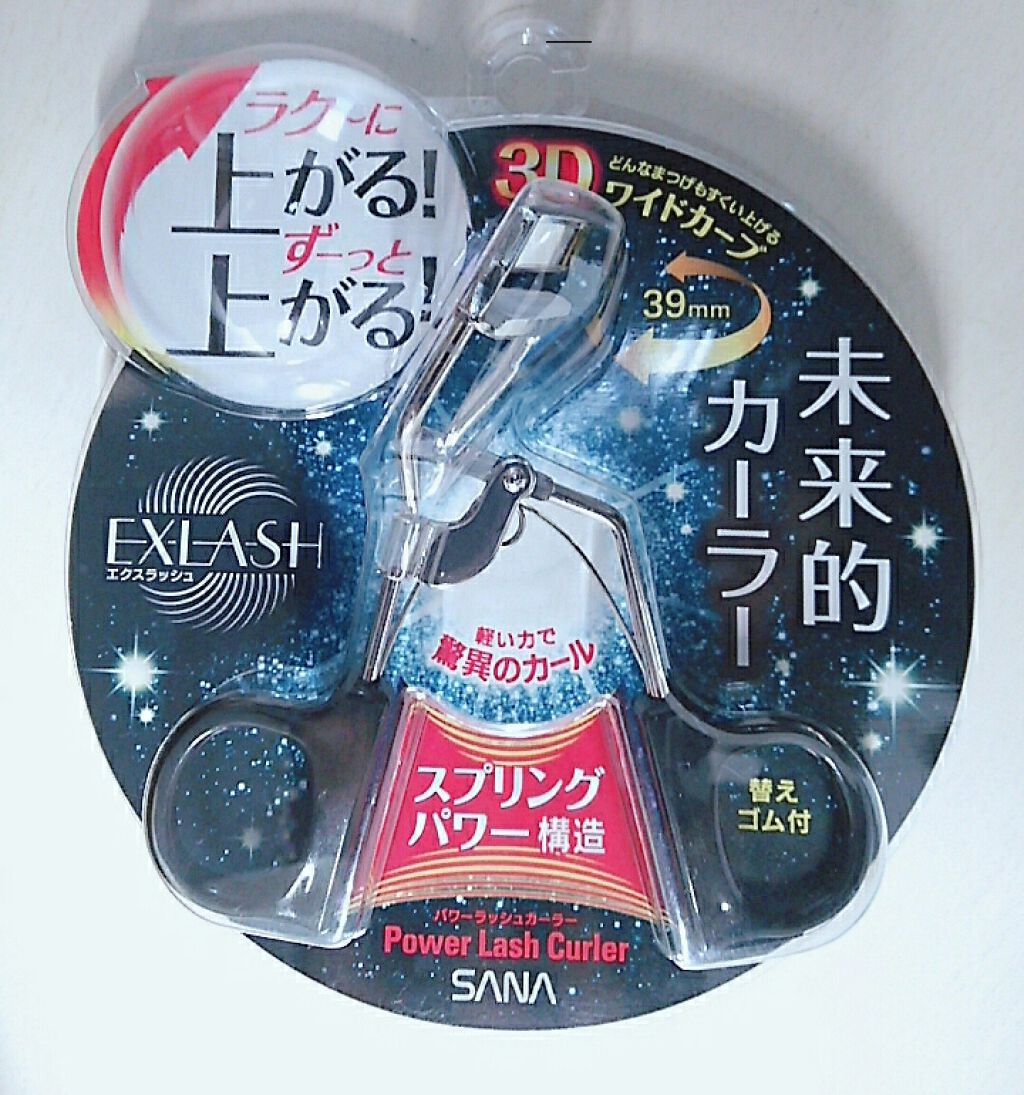 ラク〜に
上がる!
ずーっと
上がる!
3D
どんなまつげもすくい上げる
ワイドカーブ
39mm
未来的
カーラー
EXLASH
エクスラッシュ
軽い力で
驚異のカール
スプリング
パワー構造
替え
ゴム付
パワーラッシュカーラー
Power Lash Curler
SANA